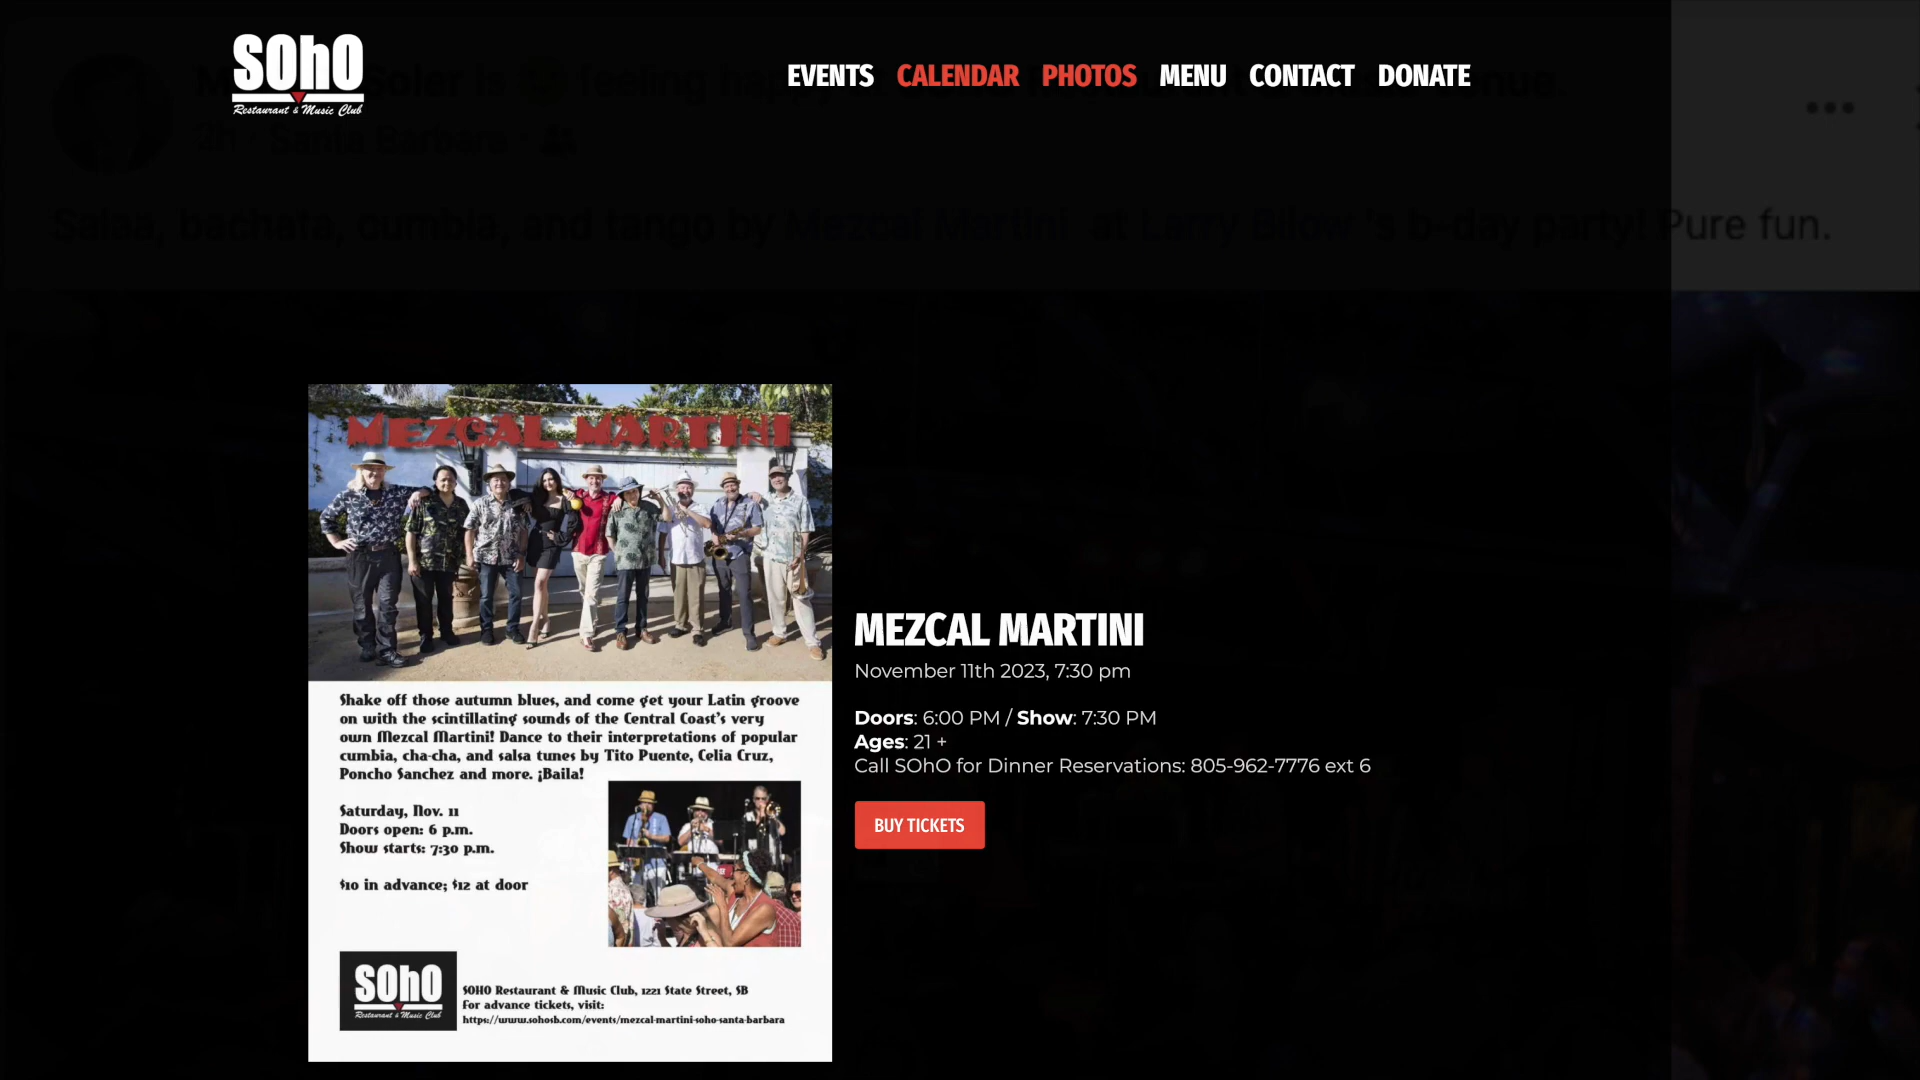 SOhO
Restaurant & Music Club
EVENTS CALENDAR PHOTOS MENU CONTACT DONATE
Soler is feeling
2h · Santa Barbara
Salsa, bachata, cumbia, and tango by Mezcal Martini at Larry Bilow 's b-day party! Pure fun.
MEZCAL MARTINI
Shake off those autumn blues, and come get your Latin groove
on with the scintillating sounds of the Central Coast's very
own Mezcal Martini! Dance to their interpretations of popular
cumbia, cha-cha, and salsa tunes by Tito Puente, Celia Cruz,
Poncho Sanchez and more. ¡Baila!
Saturday, Nov. 11
Doors open: 6 p.m.
Show starts: 7:30 p.m.
$10 in advance; $12 at door
SOhO
Restaurant & Music Club
SOHO Restaurant & Music Club, 1221 State Street, SB
For advance tickets, visit:
https://www.sohosb.com/events/mezcal-martini-soho-santa-barbara
MEZCAL MARTINI
November 11th 2023, 7:30 pm
Doors: 6:00 PM / Show: 7:30 PM
Ages: 21 +
Call SOhO for Dinner Reservations: 805-962-7776 ext 6
BUY TICKETS